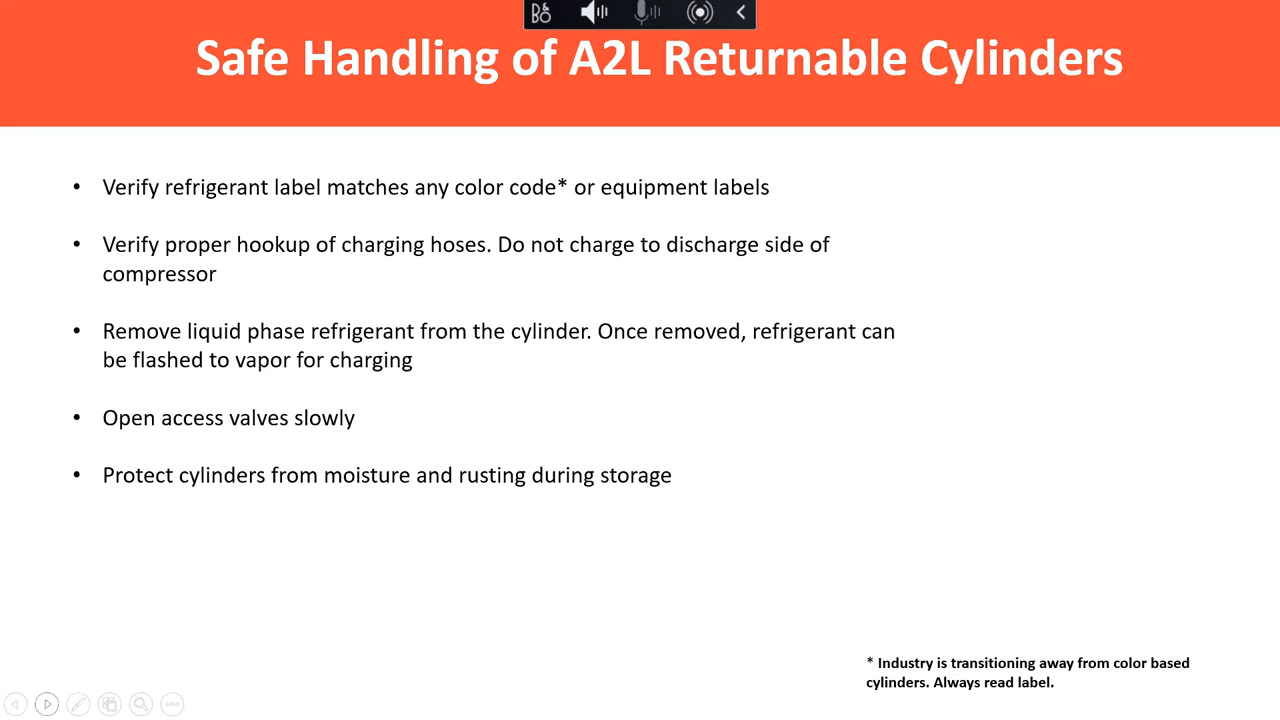 B&O
Safe Handling of A2L Returnable Cylinders
• Verify refrigerant label matches any color code* or equipment labels
• Verify proper hookup of charging hoses. Do not charge to discharge side of
compressor
• Remove liquid phase refrigerant from the cylinder. Once removed, refrigerant can
be flashed to vapor for charging
• Open access valves slowly
• Protect cylinders from moisture and rusting during storage
* Industry is transitioning away from color based
cylinders. Always read label.